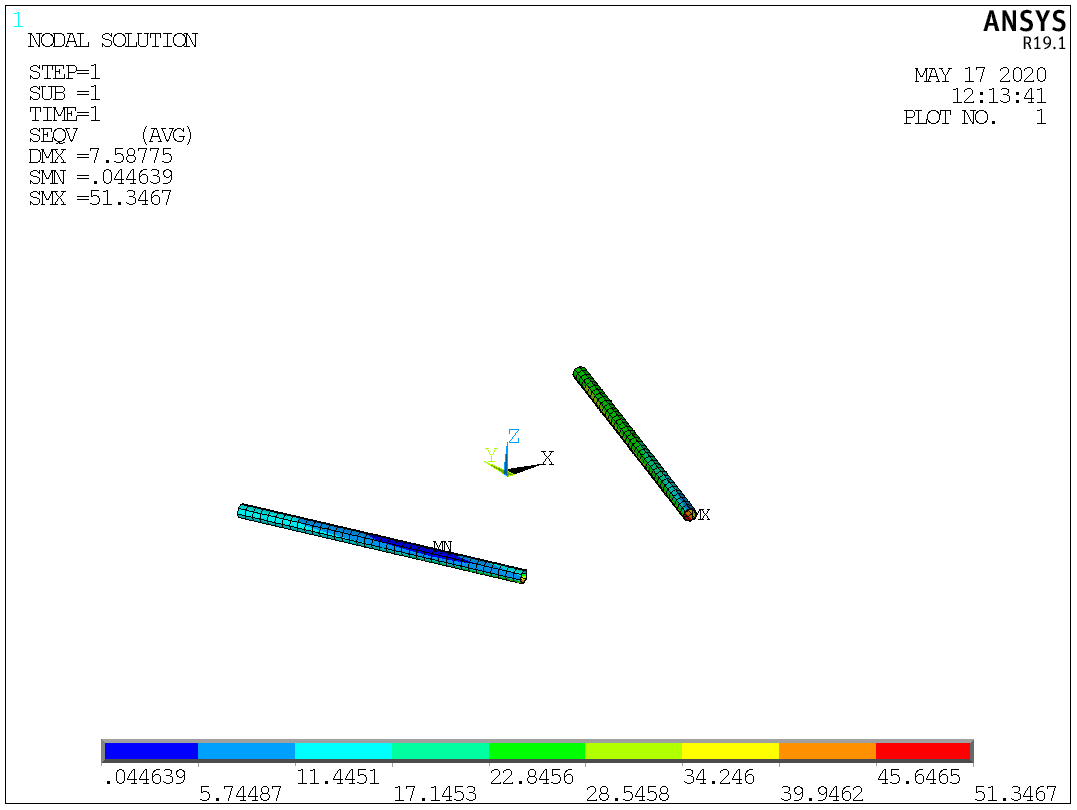 1
NODAL SOLUTION
STEP=1
SUB =1
TIME=1
SEQV (AVG)
DMX =7.58775
SMN =.044639
SMX =51.3467
ANSYS
R19.1
MAY 17 2020
12:13:41
PLOT NO. 1
Z
Y
X
MX
MN
.044639 11.4451 22.8456 34.246 45.6465
5.74487 17.1453 28.5458 39.9462 51.3467